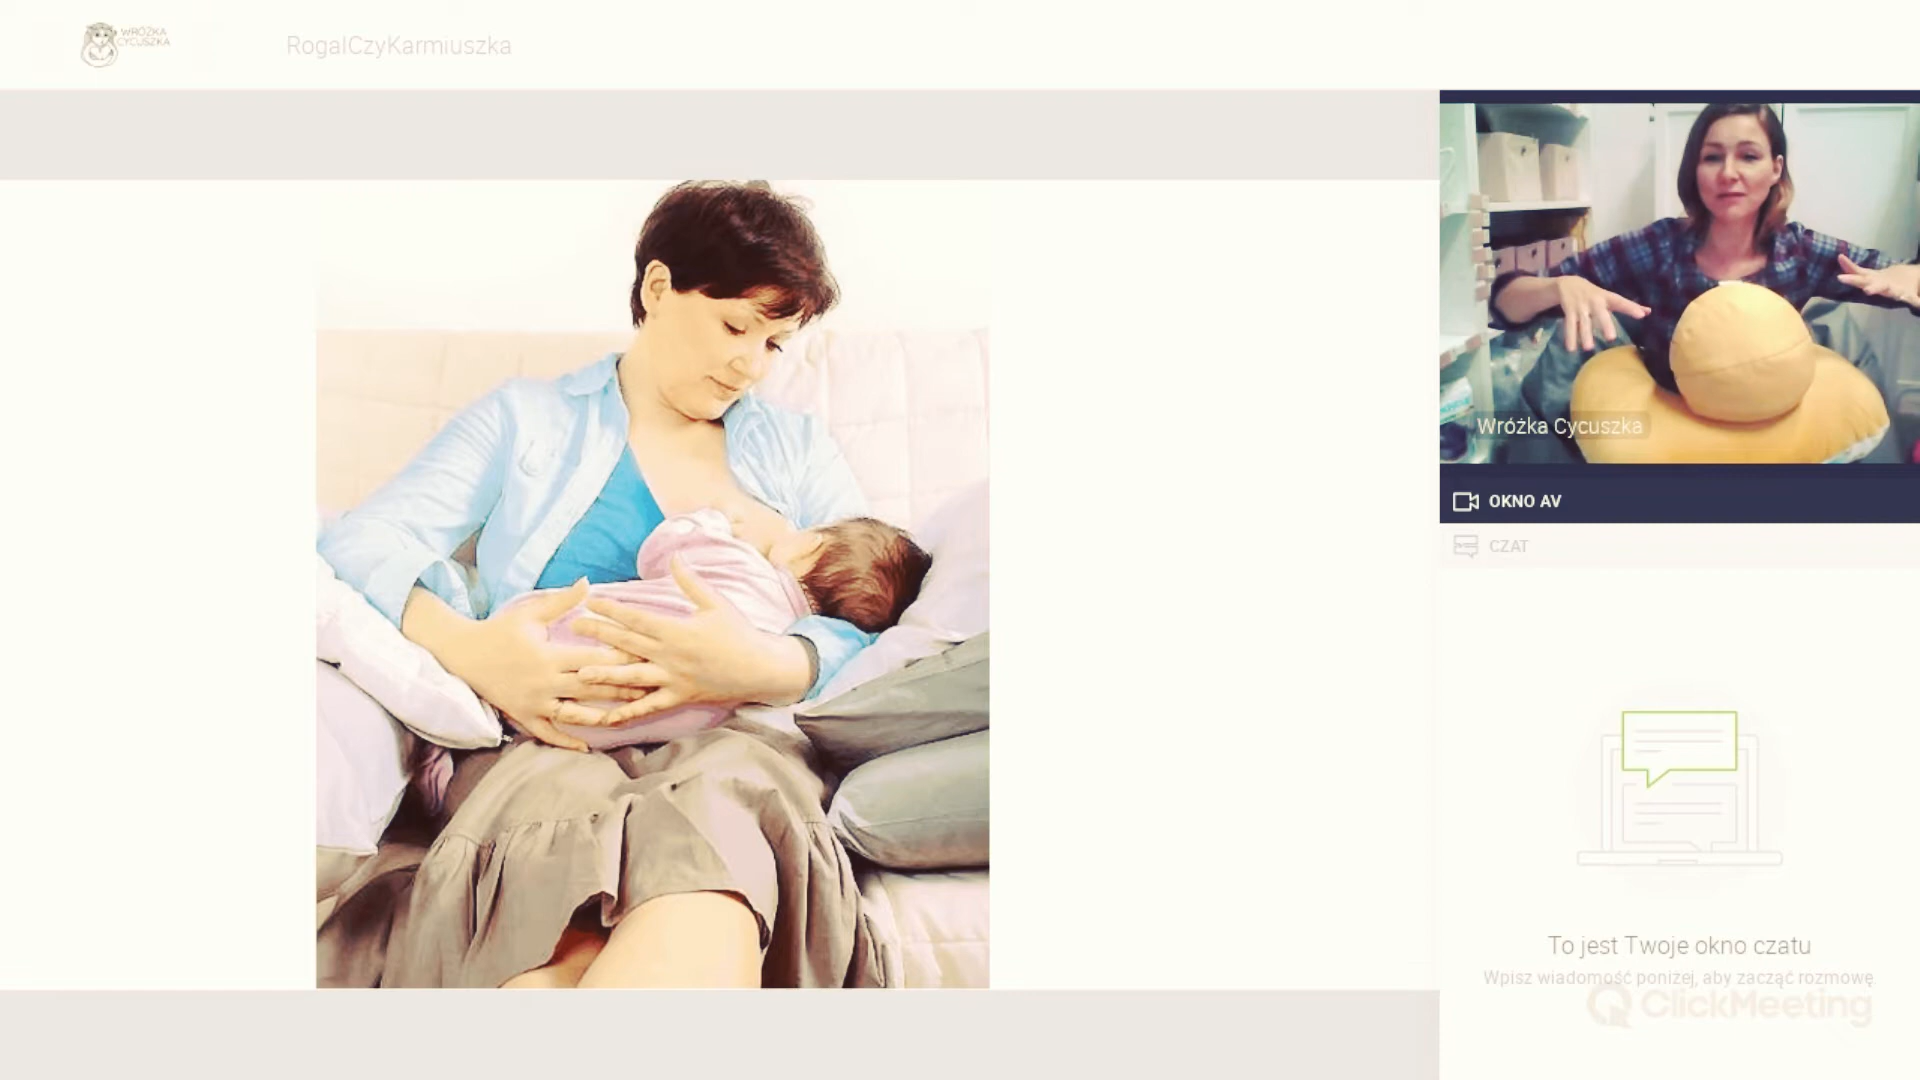 WRÓŻKA
CYCUSZKA
RogalCzyKarmiuszka
Wróżka Cycuszka
OKNO AV
CZAT
To jest Twoje okno czatu
Wpisz wiadomość poniżej, aby zacząć rozmowę
ClickMeeting